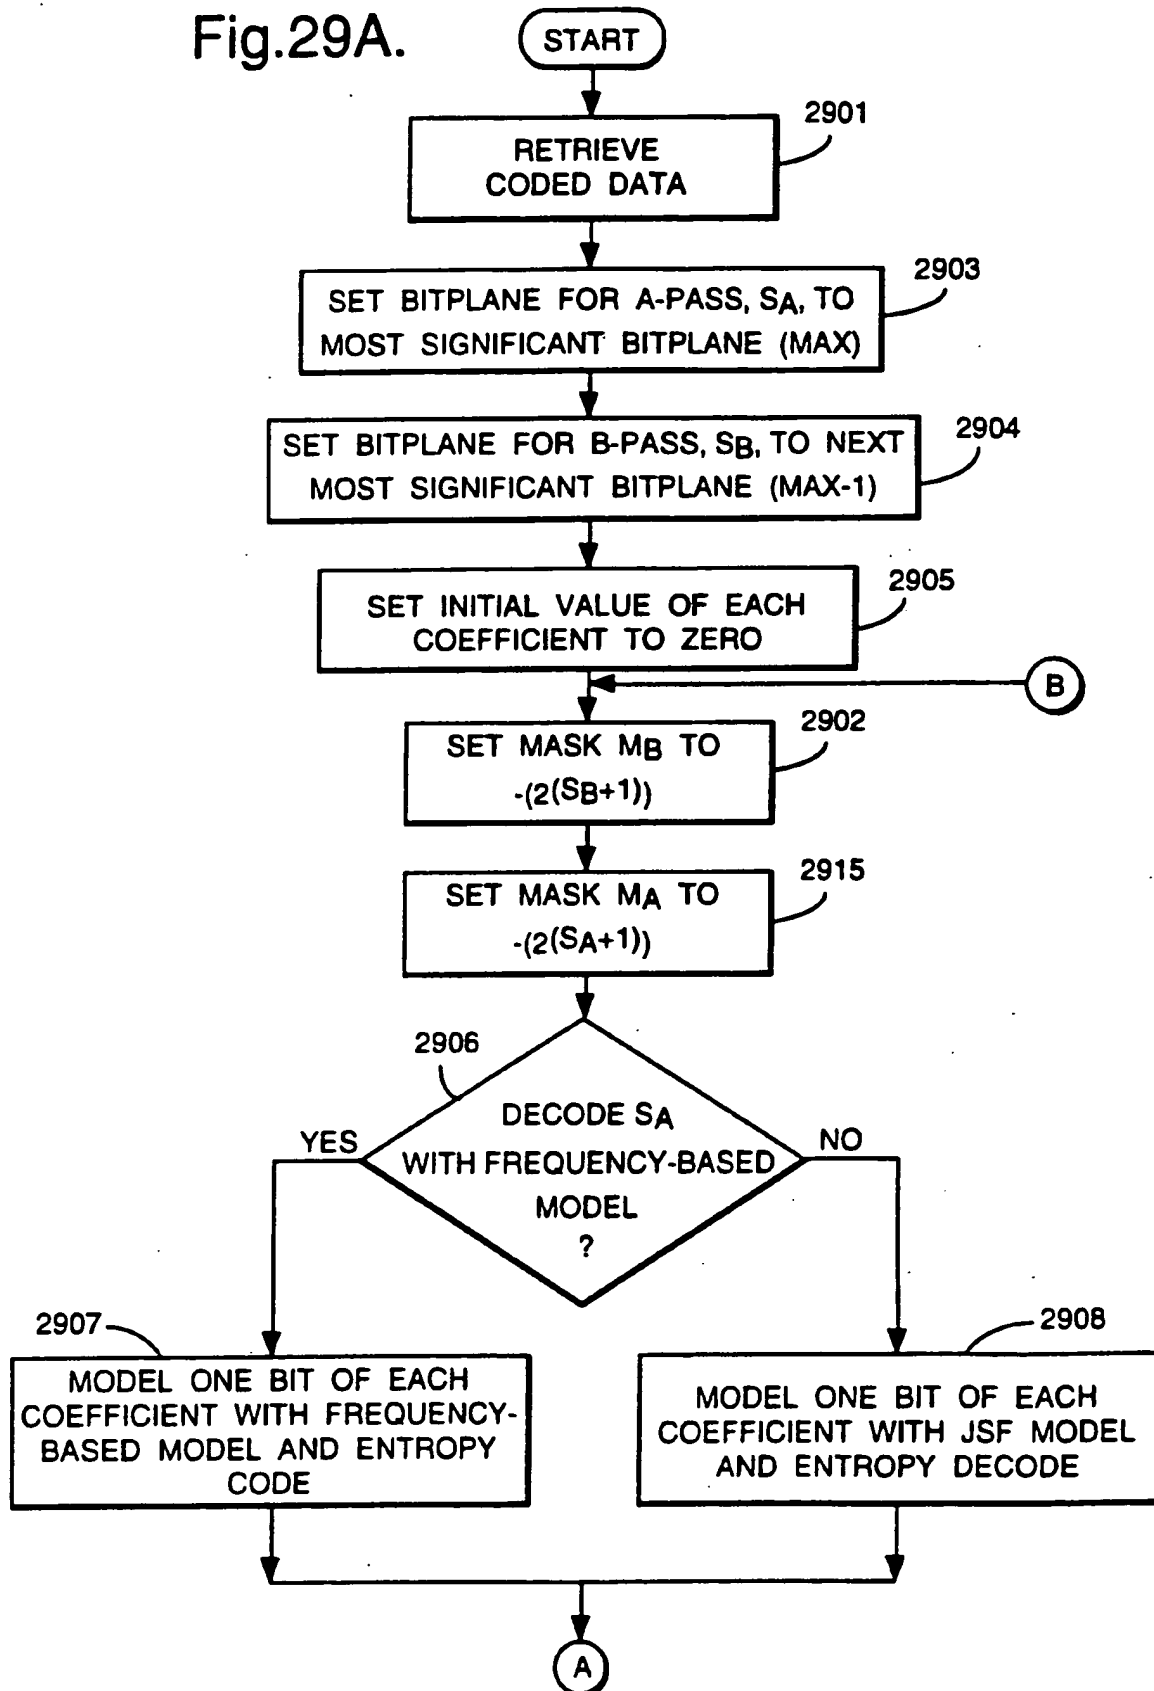 Fig.29A.
START
2901
RETRIEVE
CODED DATA
2903
SET BITPLANE FOR A-PASS, SA, TO
MOST SIGNIFICANT BITPLANE (MAX)
2904
SET BITPLANE FOR B-PASS, SB, TO NEXT
MOST SIGNIFICANT BITPLANE (MAX-1)
2905
SET INITIAL VALUE OF EACH
COEFFICIENT TO ZERO
B
2902
SET MASK MB TO
-(2(SB+1))
2915
SET MASK MA TO
-(2(SA+1))
2906
DECODE SA
WITH FREQUENCY-BASED
MODEL
?
YES
NO
2907
MODEL ONE BIT OF EACH
COEFFICIENT WITH FREQUENCY-
BASED MODEL AND ENTROPY
CODE
2908
MODEL ONE BIT OF EACH
COEFFICIENT WITH JSF MODEL
AND ENTROPY DECODE
A